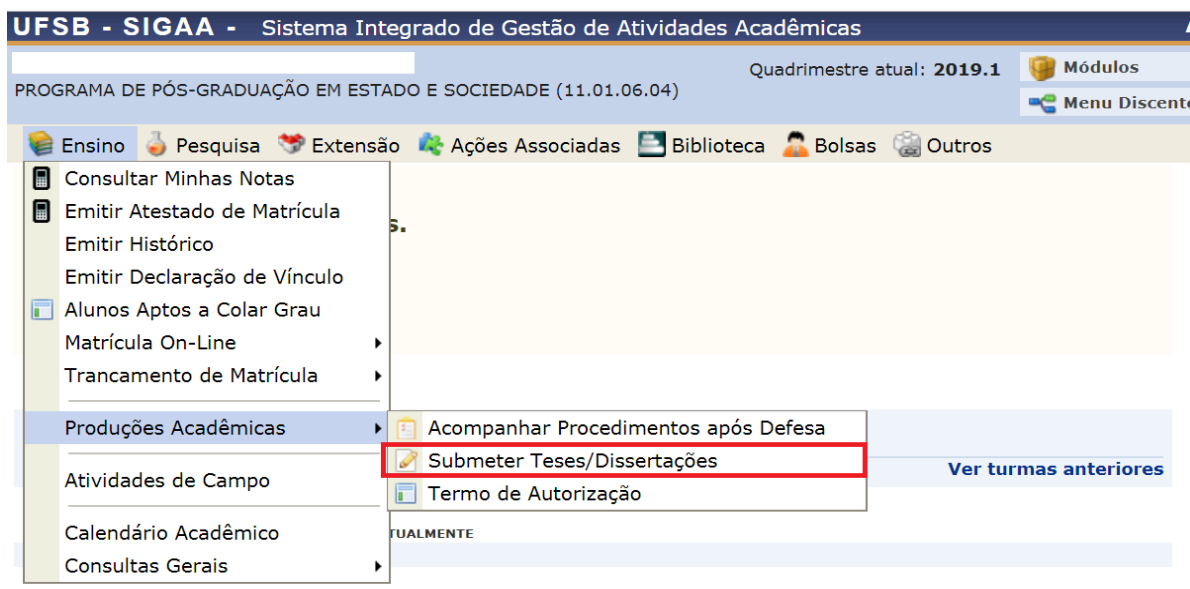 UFSB - SIGAA - Sistema Integrado de Gestão de Atividades Acadêmicas
Quadrimestre atual: 2019.1
Módulos
PROGRAMA DE PÓS-GRADUAÇÃO EM ESTADO E SOCIEDADE (11.01.06.04)
Menu Discente
Ensino Pesquisa Extensão Ações Associadas Biblioteca Bolsas Outros
Consultar Minhas Notas
Emitir Atestado de Matrícula
s.
Emitir Histórico
Emitir Declaração de Vínculo
Alunos Aptos a Colar Grau
Matrícula On-Line
Trancamento de Matrícula
Produções Acadêmicas
Acompanhar Procedimentos após Defesa
Submeter Teses/Dissertações
Termo de Autorização
Ver turmas anteriores
Atividades de Campo
Calendário Acadêmico
TUALMENTE
Consultas Gerais